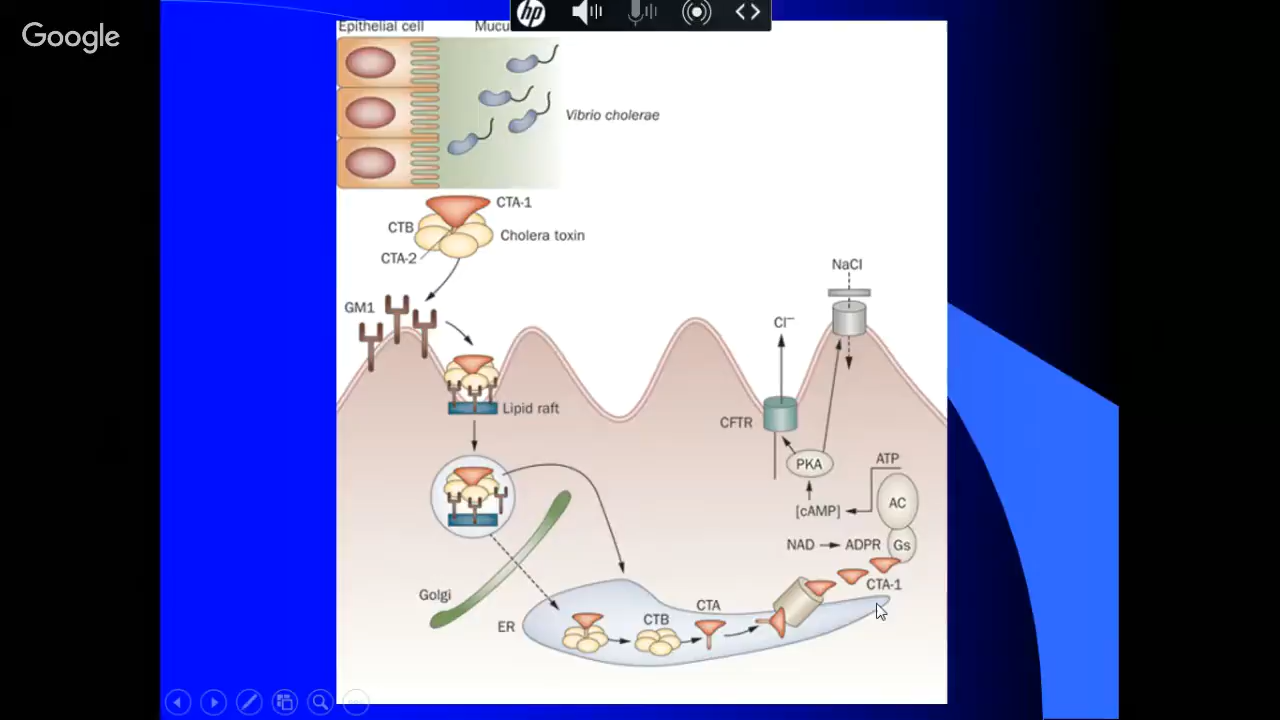 Google
hp
Epithelial cell
Vibrio cholerae
CTA-1
CTB
Cholera toxin
CTA-2
NaCl
GM1
Cl⁻
Lipid raft
CFTR
PKA
ATP
AC
[cAMP]
NAD
ADPR
Gs
CTA-1
Golgi
CTA
CTB
ER